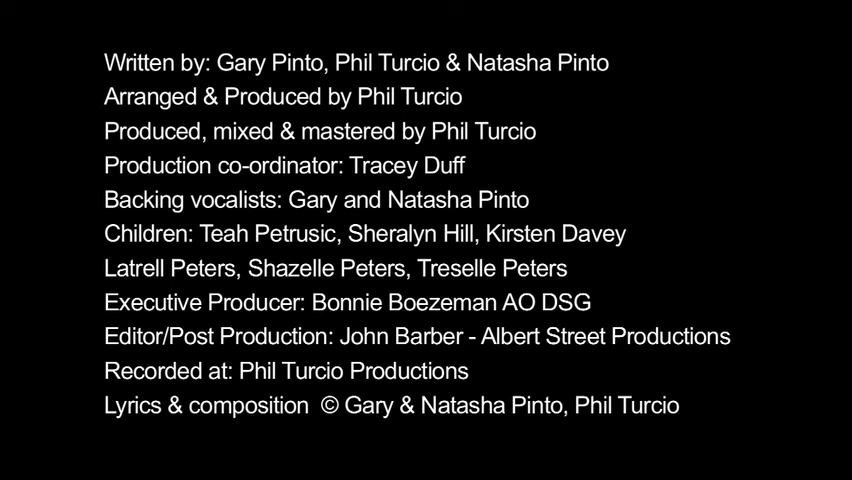 Written by: Gary Pinto, Phil Turcio & Natasha Pinto
Arranged & Produced by Phil Turcio
Produced, mixed & mastered by Phil Turcio
Production co-ordinator: Tracey Duff
Backing vocalists: Gary and Natasha Pinto
Children: Teah Petrusic, Sheralyn Hill, Kirsten Davey
Latrell Peters, Shazelle Peters, Treselle Peters
Executive Producer: Bonnie Boezeman AO DSG
Editor/Post Production: John Barber - Albert Street Productions
Recorded at: Phil Turcio Productions
Lyrics & composition © Gary & Natasha Pinto, Phil Turcio